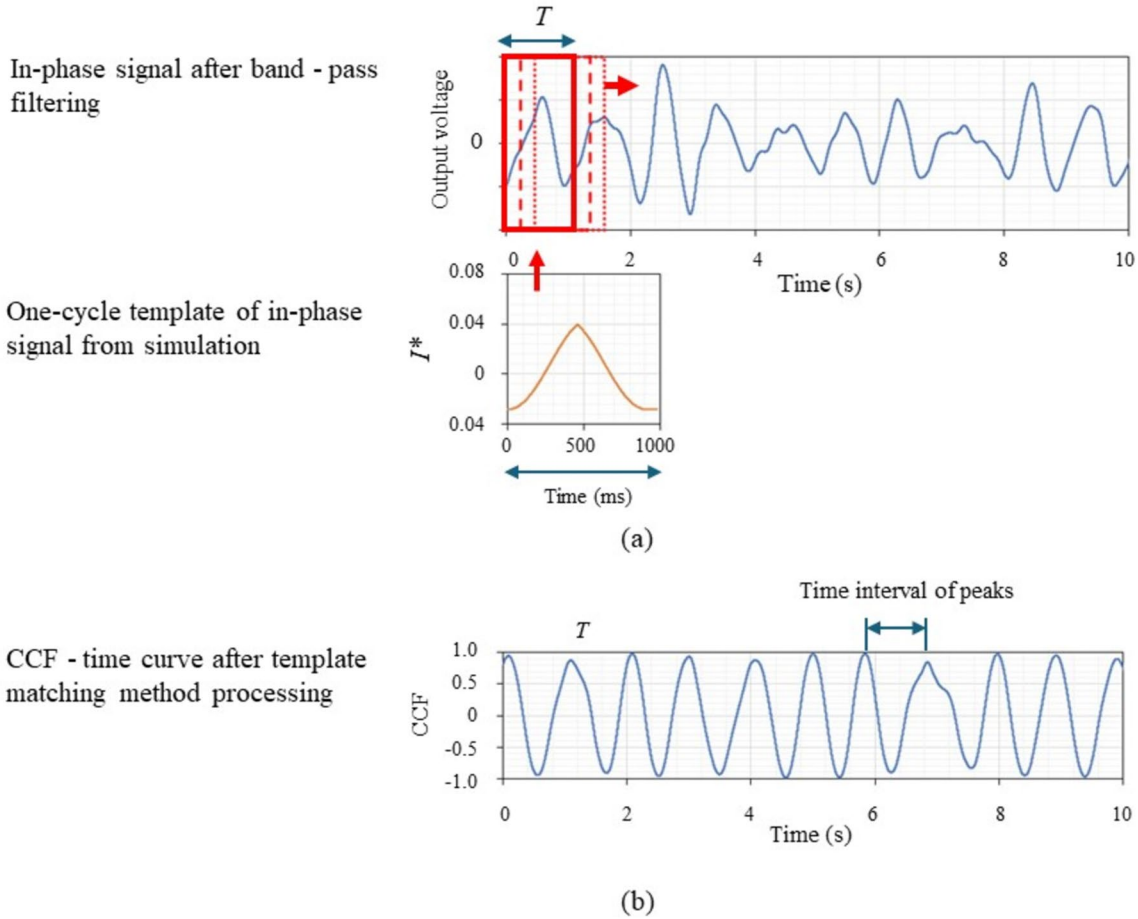 T
In-phase signal after band - pass
filtering
Output voltage
0
0 2 4 6 8 10
Time (s)
One-cycle template of in-phase
signal from simulation
I*
0.08
0.04
0
0.04
0 500 1000
Time (ms)
(a)
Time interval of peaks
T
CCF - time curve after template
matching method processing
CCF
1.0
0.5
0
-0.5
-1.0
0 2 4 6 8 10
Time (s)
(b)